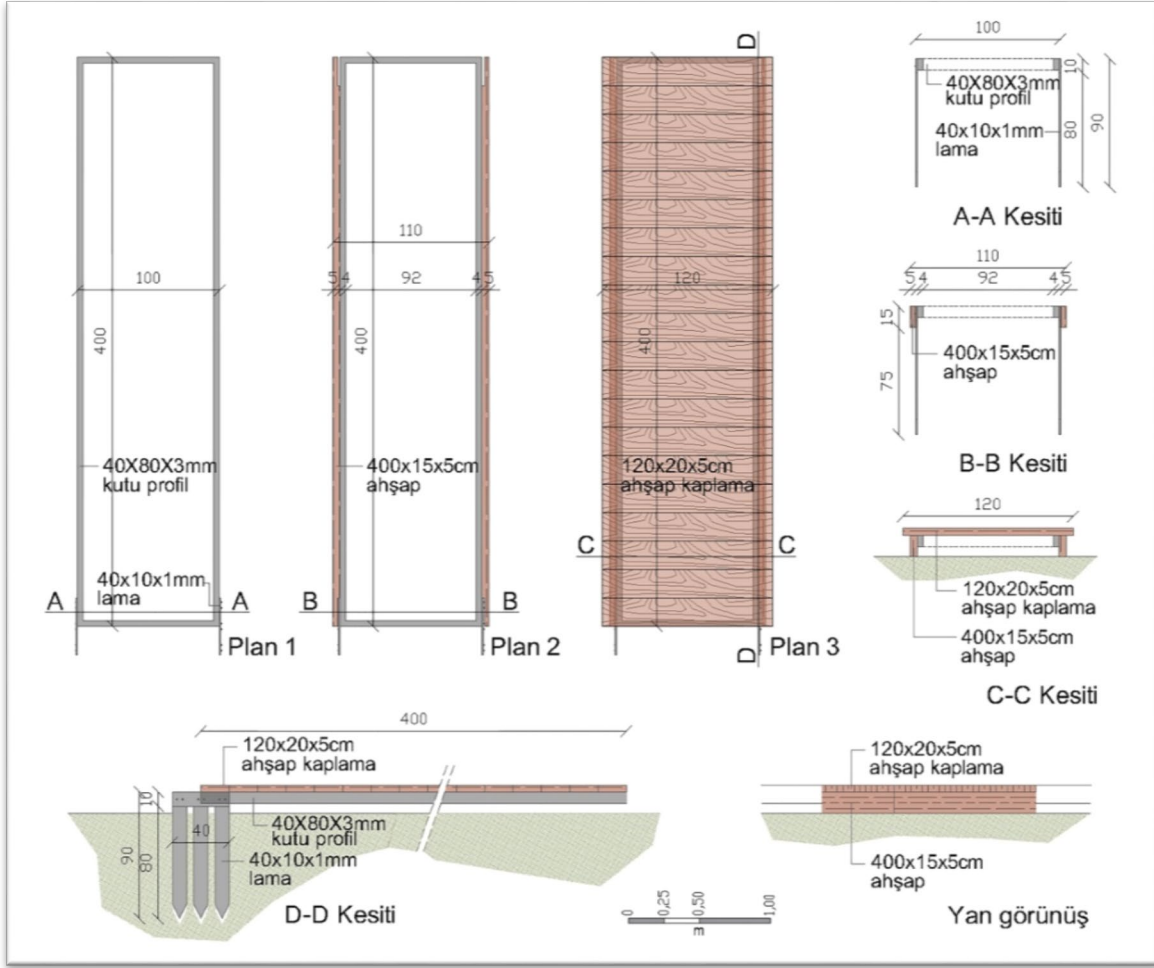 100
400
40X80X3mm
kutu profil
40x10x1mm
lama
A
A
Plan 1
110
5 4
92
4 5
400
400x15x5cm
ahşap
B
B
Plan 2
D
120
400
120x20x5cm
ahşap kaplama
C
C
D
Plan 3
100
10
80
90
40X80X3mm
kutu profil
40x10x1mm
lama
A-A Kesiti
110
5 4
92
4 5
15
75
400x15x5cm
ahşap
B-B Kesiti
120
120x20x5cm
ahşap kaplama
400x15x5cm
ahşap
C-C Kesiti
400
120x20x5cm
ahşap kaplama
10
90
80
40
40X80X3mm
kutu profil
40x10x1mm
lama
D-D Kesiti
0
0,25
0,50
1,00
m
120x20x5cm
ahşap kaplama
400x15x5cm
ahşap
Yan görünüş